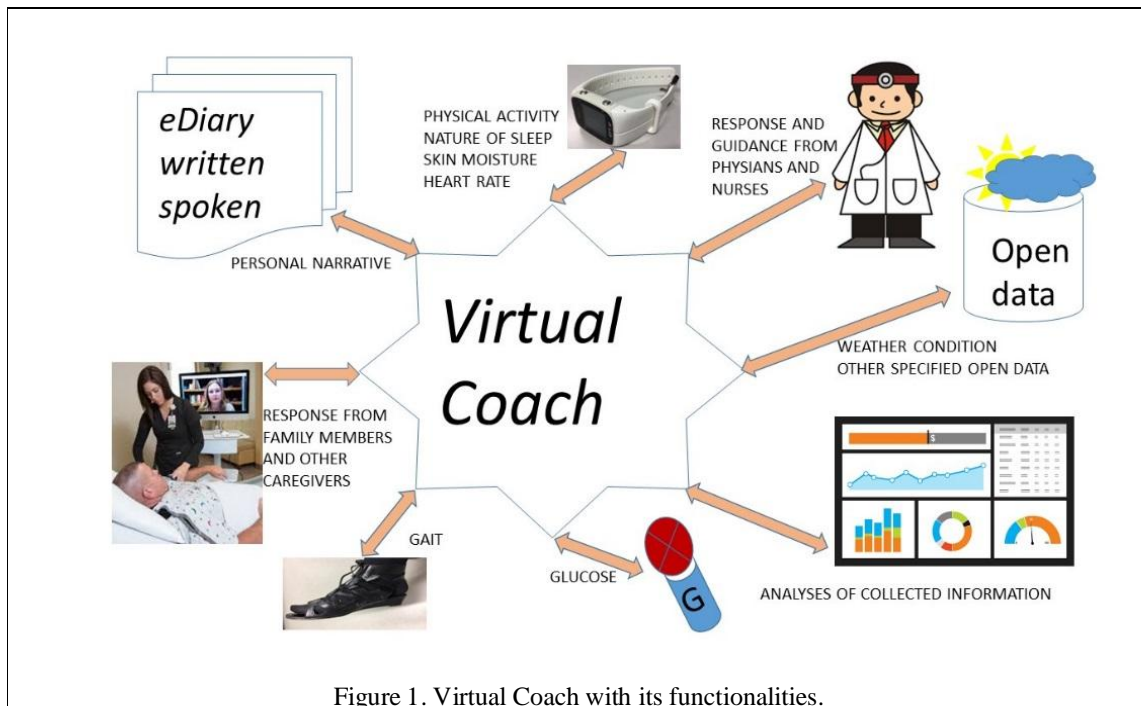 eDiary
written
spoken
PERSONAL NARRATIVE
PHYSICAL ACTIVITY
NATURE OF SLEEP
SKIN MOISTURE
HEART RATE
RESPONSE AND
GUIDANCE FROM
PHYSIANS AND
NURSES
Open
data
WEATHER CONDITION
OTHER SPECIFIED OPEN DATA
Virtual
Coach
RESPONSE FROM
FAMILY MEMBERS
AND OTHER
CAREGIVERS
GAIT
GLUCOSE
G
$
ANALYSES OF COLLECTED INFORMATION
Figure 1. Virtual Coach with its functionalities.